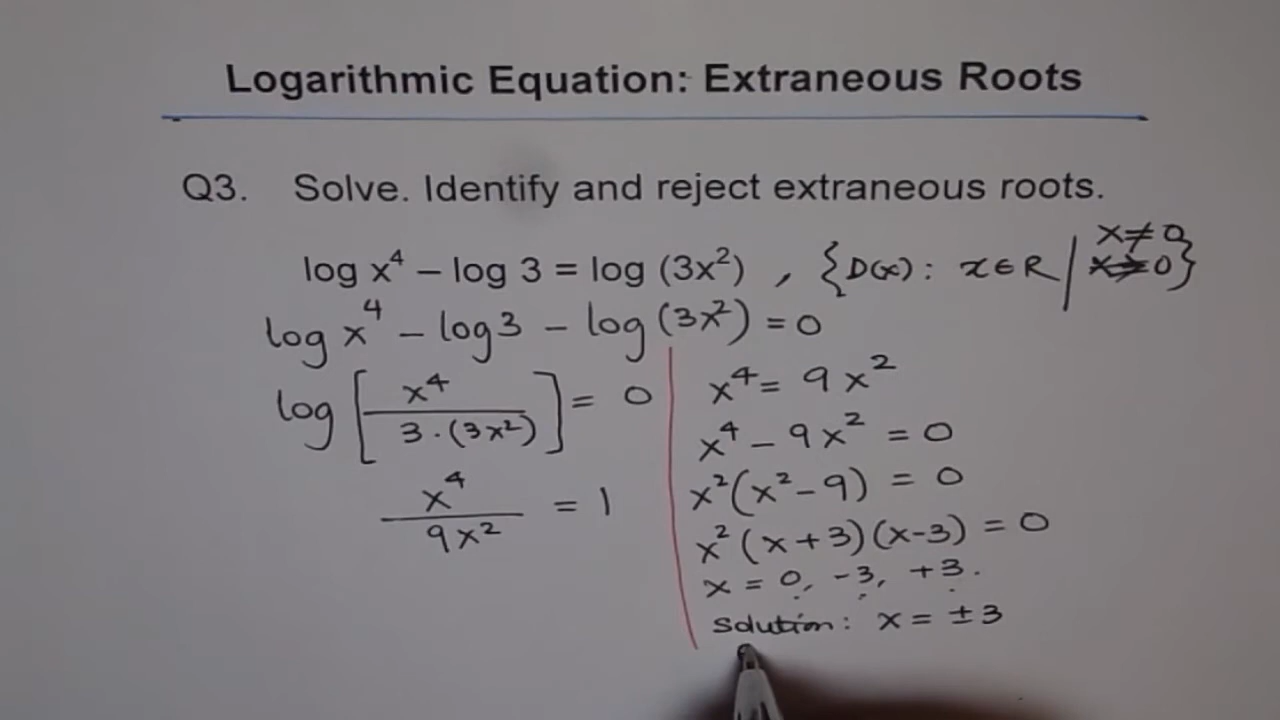 Logarithmic Equation: Extraneous Roots
Q3. Solve. Identify and reject extraneous roots.
log x⁴ – log 3 = log (3x²) , {D(x) : x ∈ R | x ≠ 0}
log x⁴ – log 3 – log (3x²) = 0
log [x⁴ / 3 · (3x²)] = 0
x⁴ / 9x² = 1
x⁴ = 9x²
x⁴ – 9x² = 0
x²(x² – 9) = 0
x²(x + 3)(x – 3) = 0
x = 0, –3, +3.
Solution: x = ±3